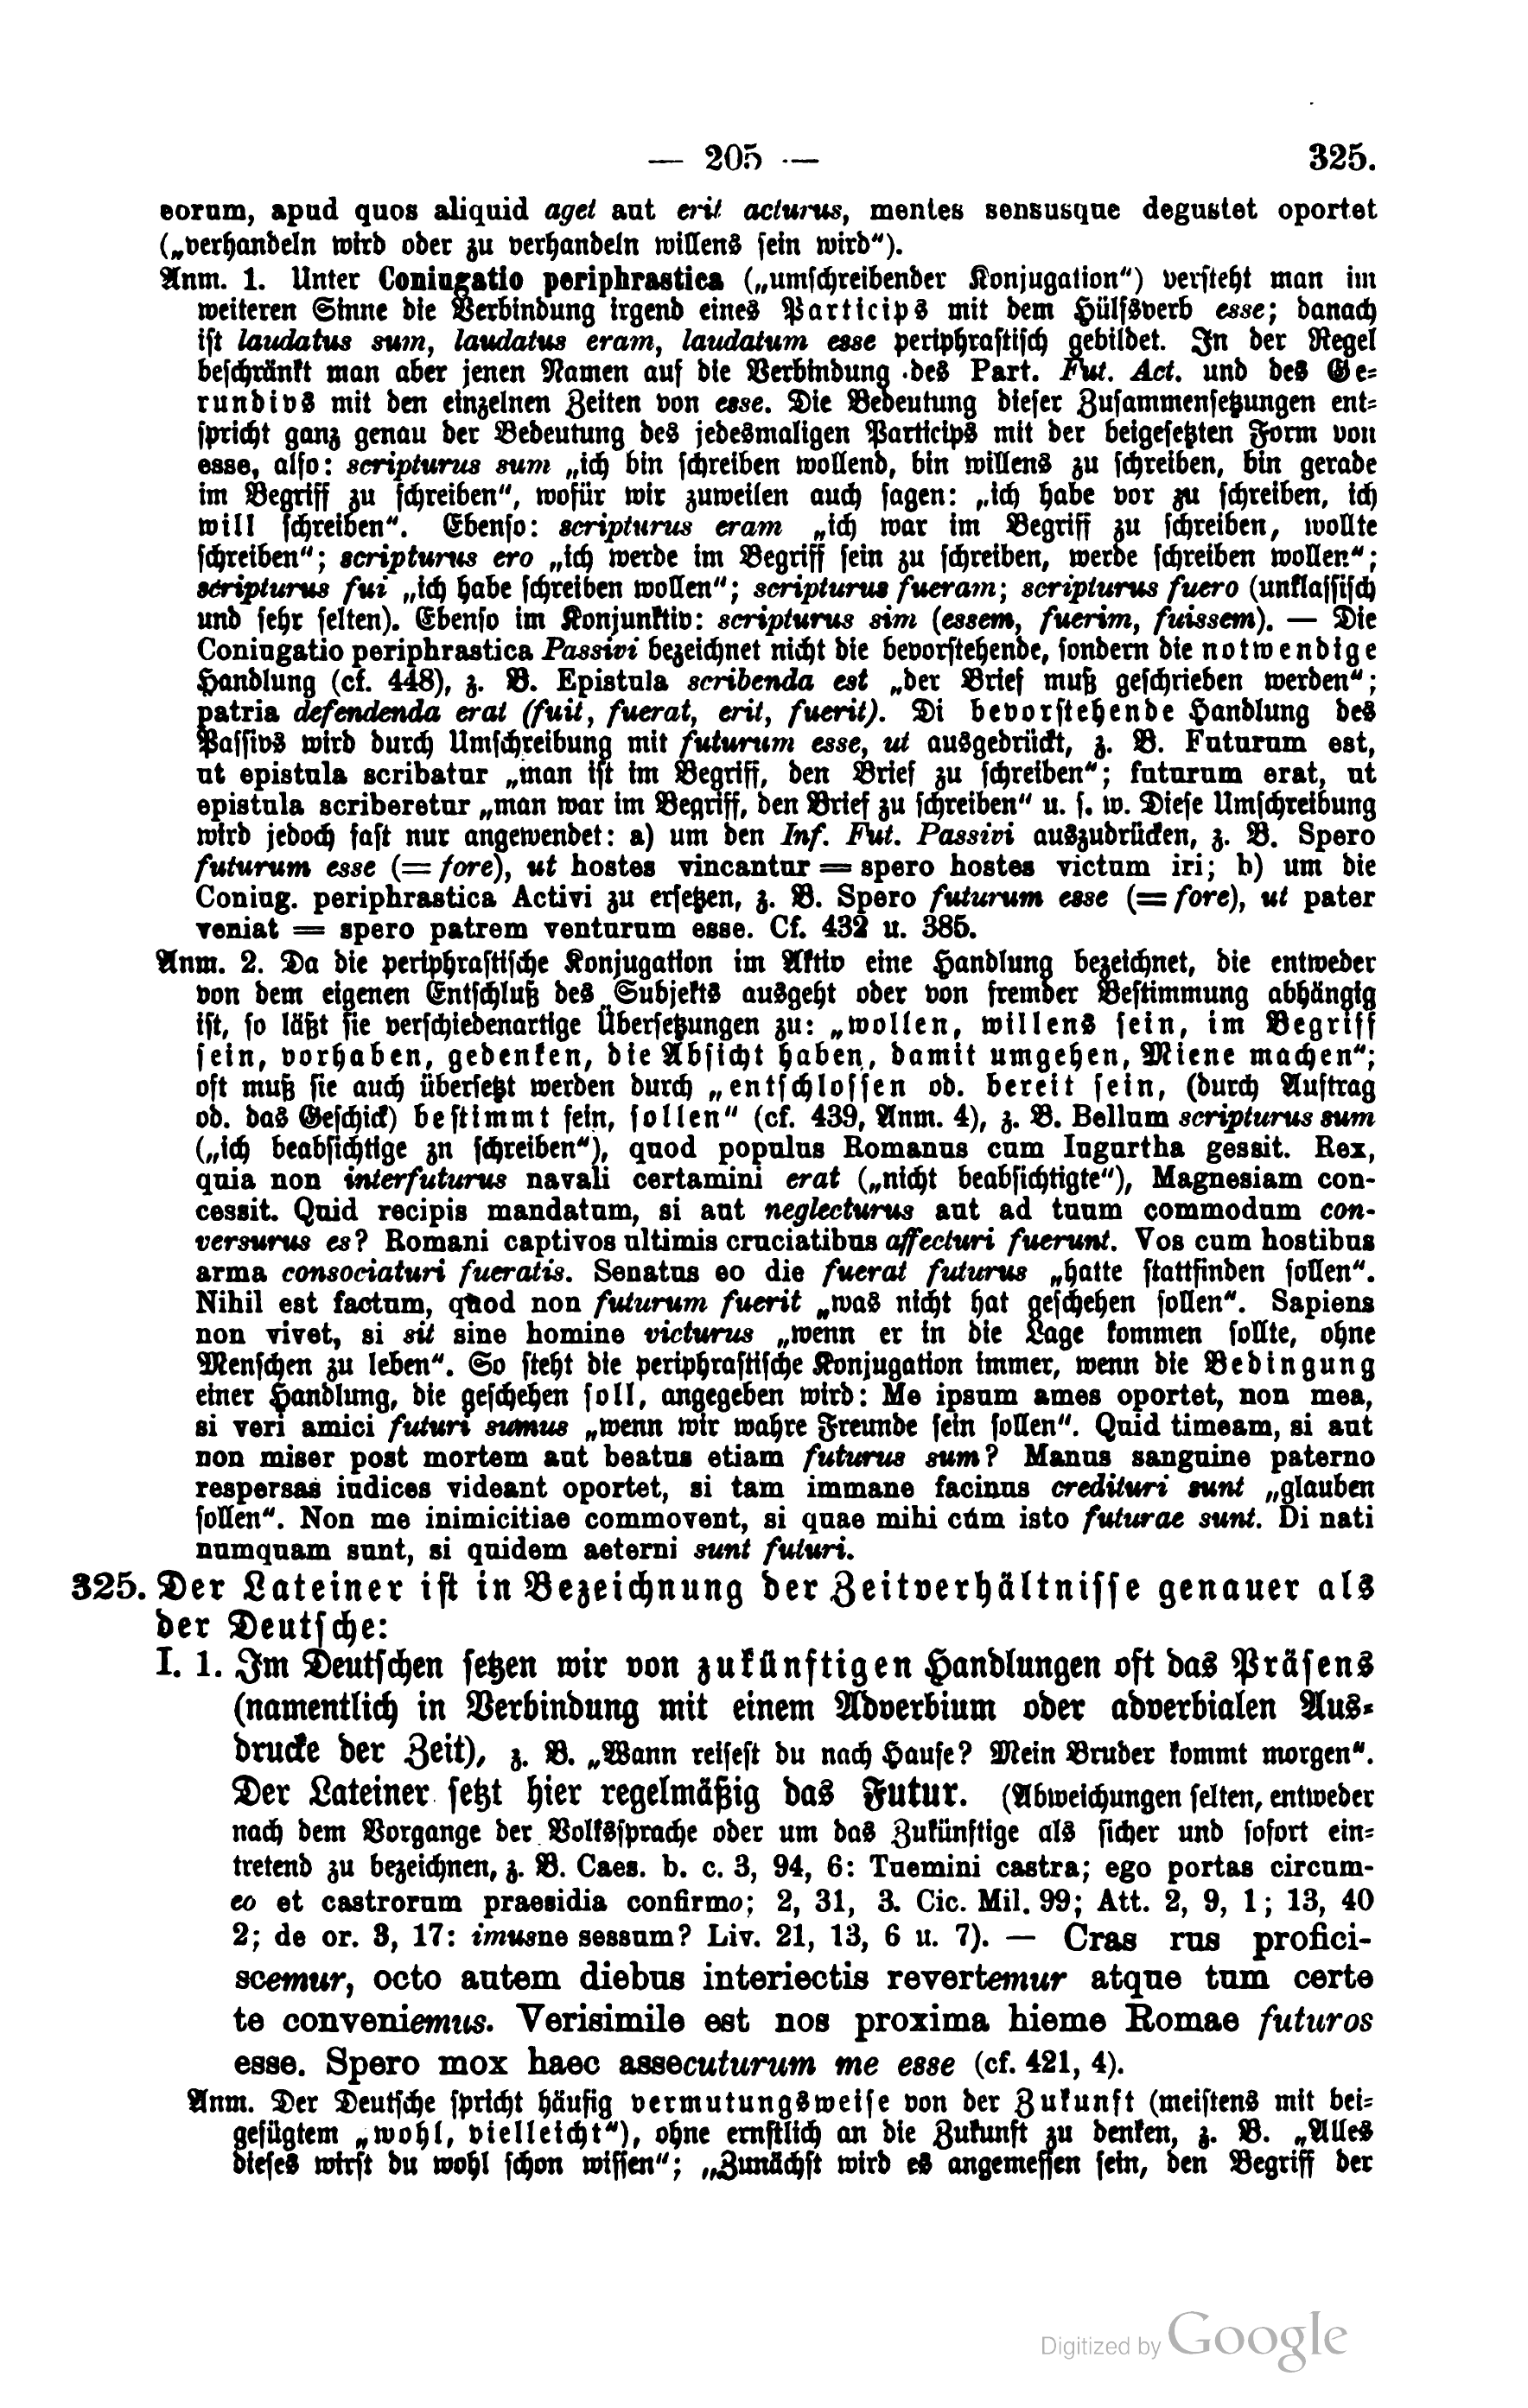 — 205 —
325.
eorum, apud quos aliquid aget aut erit acturus, mentes sensusque degustet oportet
(„verhandeln wird oder zu verhandeln willens sein wird“).
Anm. 1. Unter Coniugatio periphrastica („umschreibender Konjugation“) versteht man im
weiteren Sinne die Verbindung irgend eines Particips mit dem Hülfsverb esse; danach
ist laudatus sum, laudatus eram, laudatum esse periphrastisch gebildet. In der Regel
beschränkt man aber jenen Namen auf die Verbindung des Part. Fut. Act. und des Ge=
rundivs mit den einzelnen Zeiten von esse. Die Bedeutung dieser Zusammensetzungen ent=
spricht ganz genau der Bedeutung des jedesmaligen Particips mit der beigesetzten Form von
esse, also: scripturus sum „ich bin schreiben wollend, bin willens zu schreiben, bin gerade
im Begriff zu schreiben“, wofür wir zuweilen auch sagen: „ich habe vor zu schreiben, ich
will schreiben“. Ebenso: scripturus eram „ich war im Begriff zu schreiben, wollte
schreiben“; scripturus ero „ich werde im Begriff sein zu schreiben, werde schreiben wollen“;
scripturus fui „ich habe schreiben wollen“; scripturus fueram; scripturus fuero (unklassisch
und sehr selten). Ebenso im Konjunktiv: scripturus sim (essem, fuerim, fuissem). — Die
Coniugatio periphrastica Passivi bezeichnet nicht die bevorstehende, sondern die notwendige
Handlung (cf. 448), z. B. Epistula scribenda est „der Brief muß geschrieben werden“;
patria defendenda erat (fuit, fuerat, erit, fuerit). Di bevorstehende Handlung des
Passivs wird durch Umschreibung mit futurum esse, ut ausgedrückt, z. B. Futurum est,
ut epistula scribatur „man ist im Begriff, den Brief zu schreiben“; futurum erat, ut
epistula scriberetur „man war im Begriff, den Brief zu schreiben“ u. s. w. Diese Umschreibung
wird jedoch fast nur angewendet: a) um den Inf. Fut. Passivi auszudrücken, z. B. Spero
futurum esse (= fore), ut hostes vincantur = spero hostes victum iri; b) um die
Coniug. periphrastica Activi zu ersetzen, z. B. Spero futurum esse (= fore), ut pater
veniat = spero patrem venturum esse. Cf. 432 u. 385.
Anm. 2. Da die periphrastische Konjugation im Aktiv eine Handlung bezeichnet, die entweder
von dem eigenen Entschluß des Subjekts ausgeht oder von fremder Bestimmung abhängig
ist, so läßt sie verschiedenartige Übersetzungen zu: „wollen, willens sein, im Begriff
sein, vorhaben, gedenken, die Absicht haben, damit umgehen, Miene machen“;
oft muß sie auch übersetzt werden durch „entschlossen ob. bereit sein, (durch Auftrag
ob. das Geschick) bestimmt sein, sollen“ (cf. 439, Anm. 4), z. B. Bellum scripturus sum
(„ich beabsichtige zn schreiben“), quod populus Romanus cum Iugurtha gessit. Rex,
quia non interfuturus navali certamini erat („nicht beabsichtigte“), Magnesiam con-
cessit. Quid recipis mandatum, si aut neglecturus aut ad tuum commodum con-
versurus es? Romani captivos ultimis cruciatibus affecturi fuerunt. Vos cum hostibus
arma consociaturi fueratis. Senatus eo die fuerat futurus „hatte stattfinden sollen“.
Nihil est factum, quod non futurum fuerit „was nicht hat geschehen sollen“. Sapiens
non vivet, si sit sine homine victurus „wenn er in die Lage kommen sollte, ohne
Menschen zu leben“. So steht die periphrastische Konjugation immer, wenn die Bedingung
einer Handlung, die geschehen soll, angegeben wird: Me ipsum ames oportet, non mea,
si veri amici futuri sumus „wenn wir wahre Freunde sein sollen“. Quid timeam, si aut
non miser post mortem aut beatus etiam futurus sum? Manus sanguine paterno
respersas iudices videant oportet, si tam immane facinus credituri sunt „glauben
sollen“. Non me inimicitiae commovent, si quae mihi cum isto futurae sunt. Di nati
numquam sunt, si quidem aeterni sunt futuri.
325. Der Lateiner ist in Bezeichnung der Zeitverhältnisse genauer als
der Deutsche:
I. 1. Im Deutschen setzen wir von zukünftigen Handlungen oft das Präsens
(namentlich in Verbindung mit einem Adverbium oder adverbialen Aus=
drucke der Zeit), z. B. „Wann reisest du nach Hause? Mein Bruder kommt morgen“.
Der Lateiner setzt hier regelmäßig das Futur. (Abweichungen selten, entweder
nach dem Vorgange der Volkssprache oder um das Zukünftige als sicher und sofort ein=
tretend zu bezeichnen, z. B. Caes. b. c. 3, 94, 6: Tuemini castra; ego portas circum-
eo et castrorum praesidia confirmo; 2, 31, 3. Cic. Mil. 99; Att. 2, 9, 1; 13, 40
2; de or. 3, 17: imusne sessum? Liv. 21, 13, 6 u. 7). — Cras rus profici-
scemur, octo autem diebus interiectis revertemur atque tum certe
te conveniemus. Verisimile est nos proxima hieme Romae futuros
esse. Spero mox haec assecuturum me esse (cf. 421, 4).
Anm. Der Deutsche spricht häufig vermutungsweise von der Zukunft (meistens mit bei=
gefügtem „wohl, vielleicht“), ohne ernstlich an die Zukunft zu denken, z. B. „Alles
dieses wirst du wohl schon wissen“; „Zunächst wird es angemessen sein, den Begriff der
Digitized by Google